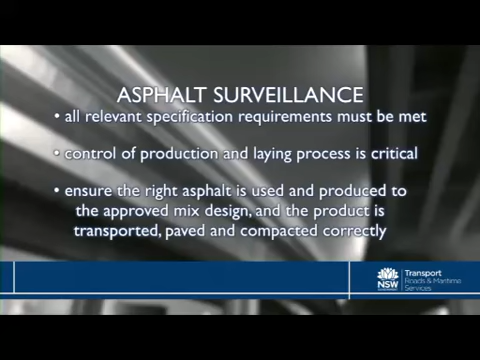 ASPHALT SURVEILLANCE
• all relevant specification requirements must be met
• control of production and laying process is critical
• ensure the right asphalt is used and produced to
the approved mix design, and the product is
transported, paved and compacted correctly
Transport
Roads & Maritime
Services
NSW